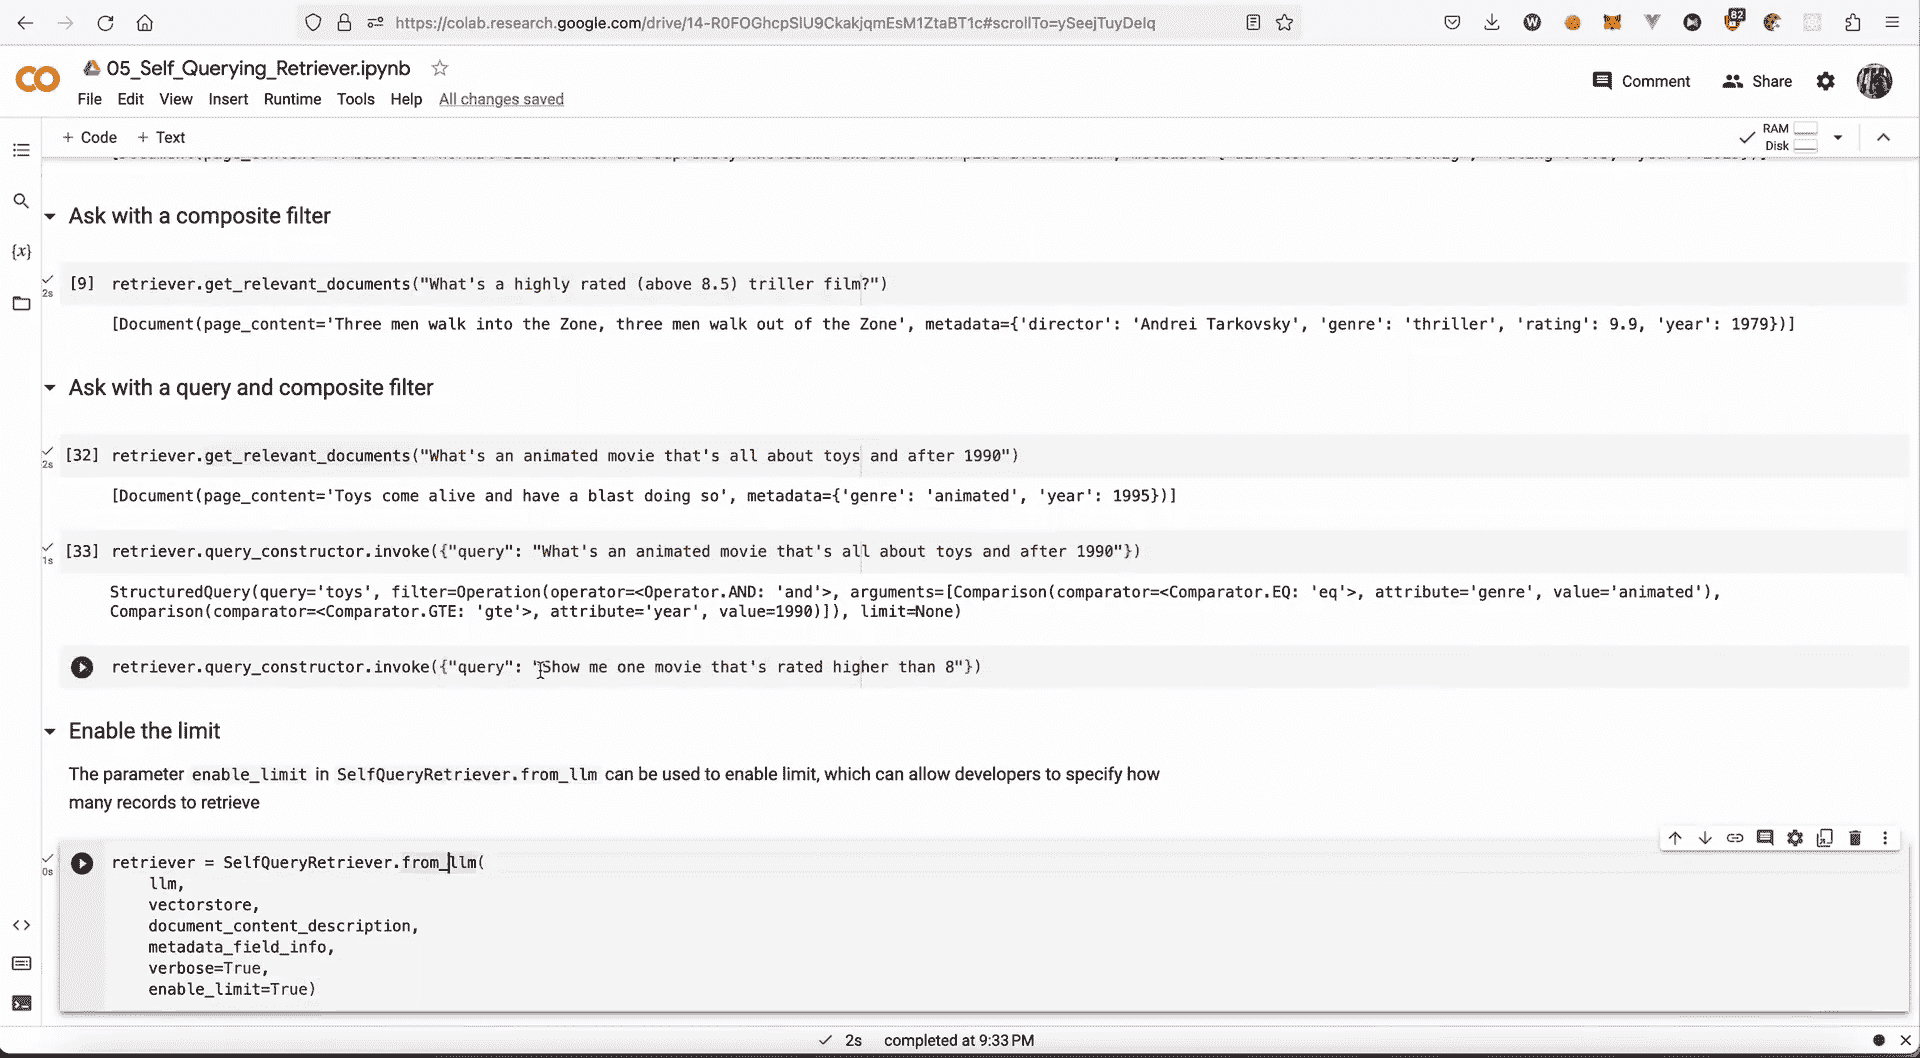 https://colab.research.google.com/drive/14-R0FOGhcpSlU9CkakjqmEsM1ZtaBT1c#scrollTo=ySeejTuyDelq
82
05_Self_Querying_Retriever.ipynb
File Edit View Insert Runtime Tools Help All changes saved
Comment Share
+ Code + Text
RAM
Disk
Ask with a composite filter
[9] retriever.get_relevant_documents("What's a highly rated (above 8.5) triller film?")
2s
[Document(page_content='Three men walk into the Zone, three men walk out of the Zone', metadata={'director': 'Andrei Tarkovsky', 'genre': 'thriller', 'rating': 9.9, 'year': 1979})]
Ask with a query and composite filter
[32] retriever.get_relevant_documents("What's an animated movie that's all about toys and after 1990")
2s
[Document(page_content='Toys come alive and have a blast doing so', metadata={'genre': 'animated', 'year': 1995})]
[33] retriever.query_constructor.invoke({"query": "What's an animated movie that's all about toys and after 1990"})
1s
StructuredQuery(query='toys', filter=Operation(operator=<Operator.AND: 'and'>, arguments=[Comparison(comparator=<Comparator.EQ: 'eq'>, attribute='genre', value='animated'),
Comparison(comparator=<Comparator.GTE: 'gte'>, attribute='year', value=1990)]), limit=None)
retriever.query_constructor.invoke({"query": "Show me one movie that's rated higher than 8"})
Enable the limit
The parameter enable_limit in SelfQueryRetriever.from_llm can be used to enable limit, which can allow developers to specify how
many records to retrieve
retriever = SelfQueryRetriever.from_llm(
0s
llm,
vectorstore,
document_content_description,
metadata_field_info,
verbose=True,
enable_limit=True)
2s completed at 9:33 PM